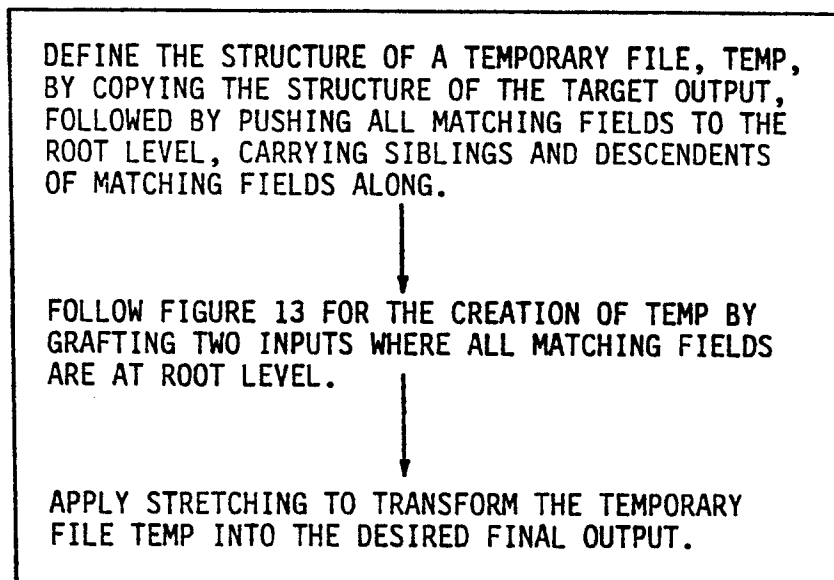 DEFINE THE STRUCTURE OF A TEMPORARY FILE, TEMP,
BY COPYING THE STRUCTURE OF THE TARGET OUTPUT,
FOLLOWED BY PUSHING ALL MATCHING FIELDS TO THE
ROOT LEVEL, CARRYING SIBLINGS AND DESCENDENTS
OF MATCHING FIELDS ALONG.
FOLLOW FIGURE 13 FOR THE CREATION OF TEMP BY
GRAFTING TWO INPUTS WHERE ALL MATCHING FIELDS
ARE AT ROOT LEVEL.
APPLY STRETCHING TO TRANSFORM THE TEMPORARY
FILE TEMP INTO THE DESIRED FINAL OUTPUT.